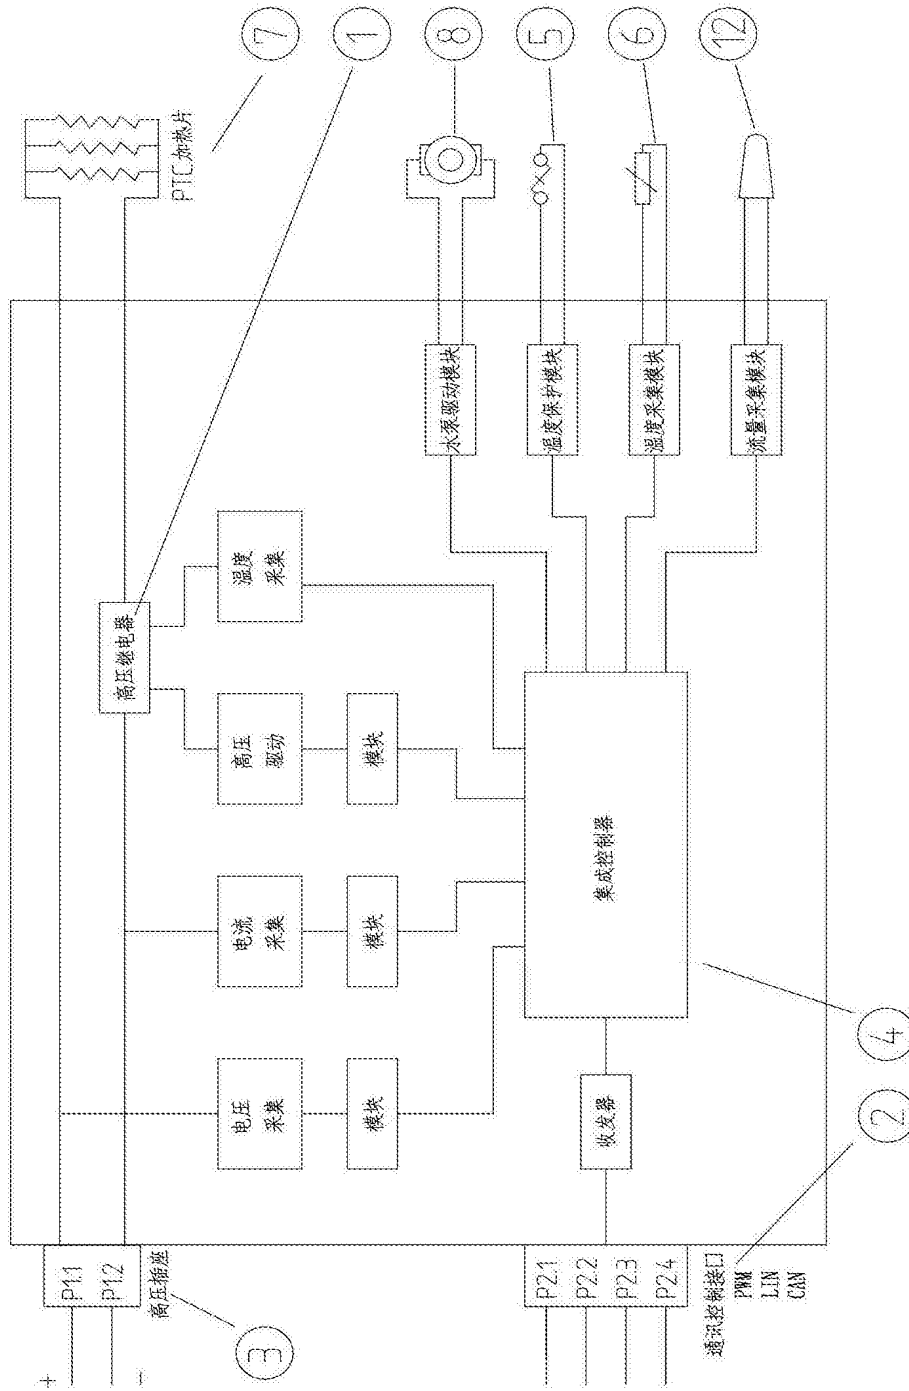 7
1
8
5
6
12
PTC加热片
水泵驱动模块
温度保护模块
温度采集模块
流量采集模块
高压继电器
温度
采集
高压
驱动
模块
电流
采集
模块
电压
采集
模块
集成控制器
收发器
4
2
P1.1
P1.2
高压插座
3
+
-
P2.1
P2.2
P2.3
P2.4
通讯控制接口
PWM
LIN
CAN